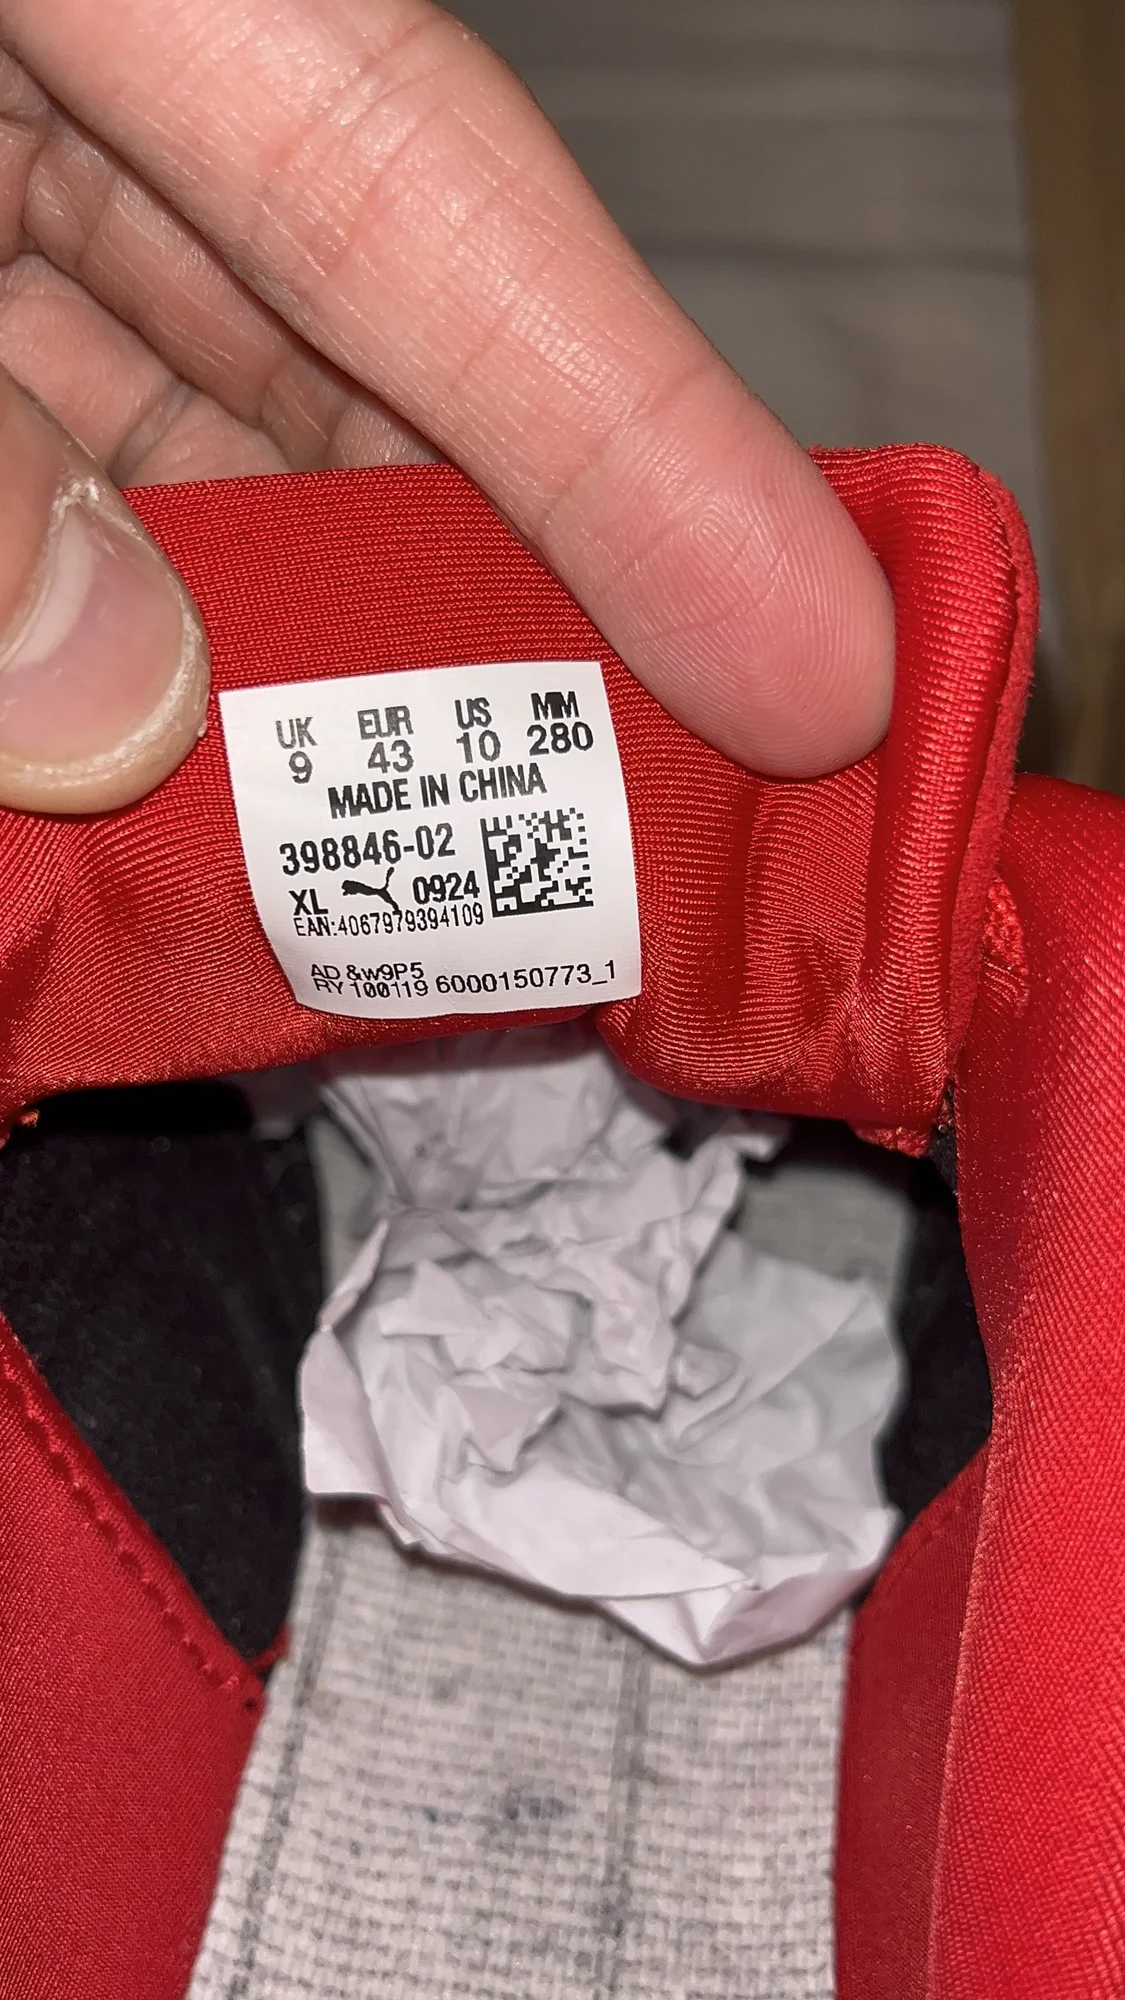 UK EUR US MM
9 43 10 280
MADE IN CHINA
398846-02
XL 0924
EAN:4067979394109
AD &w9P5
RY 100119 6000150773_1